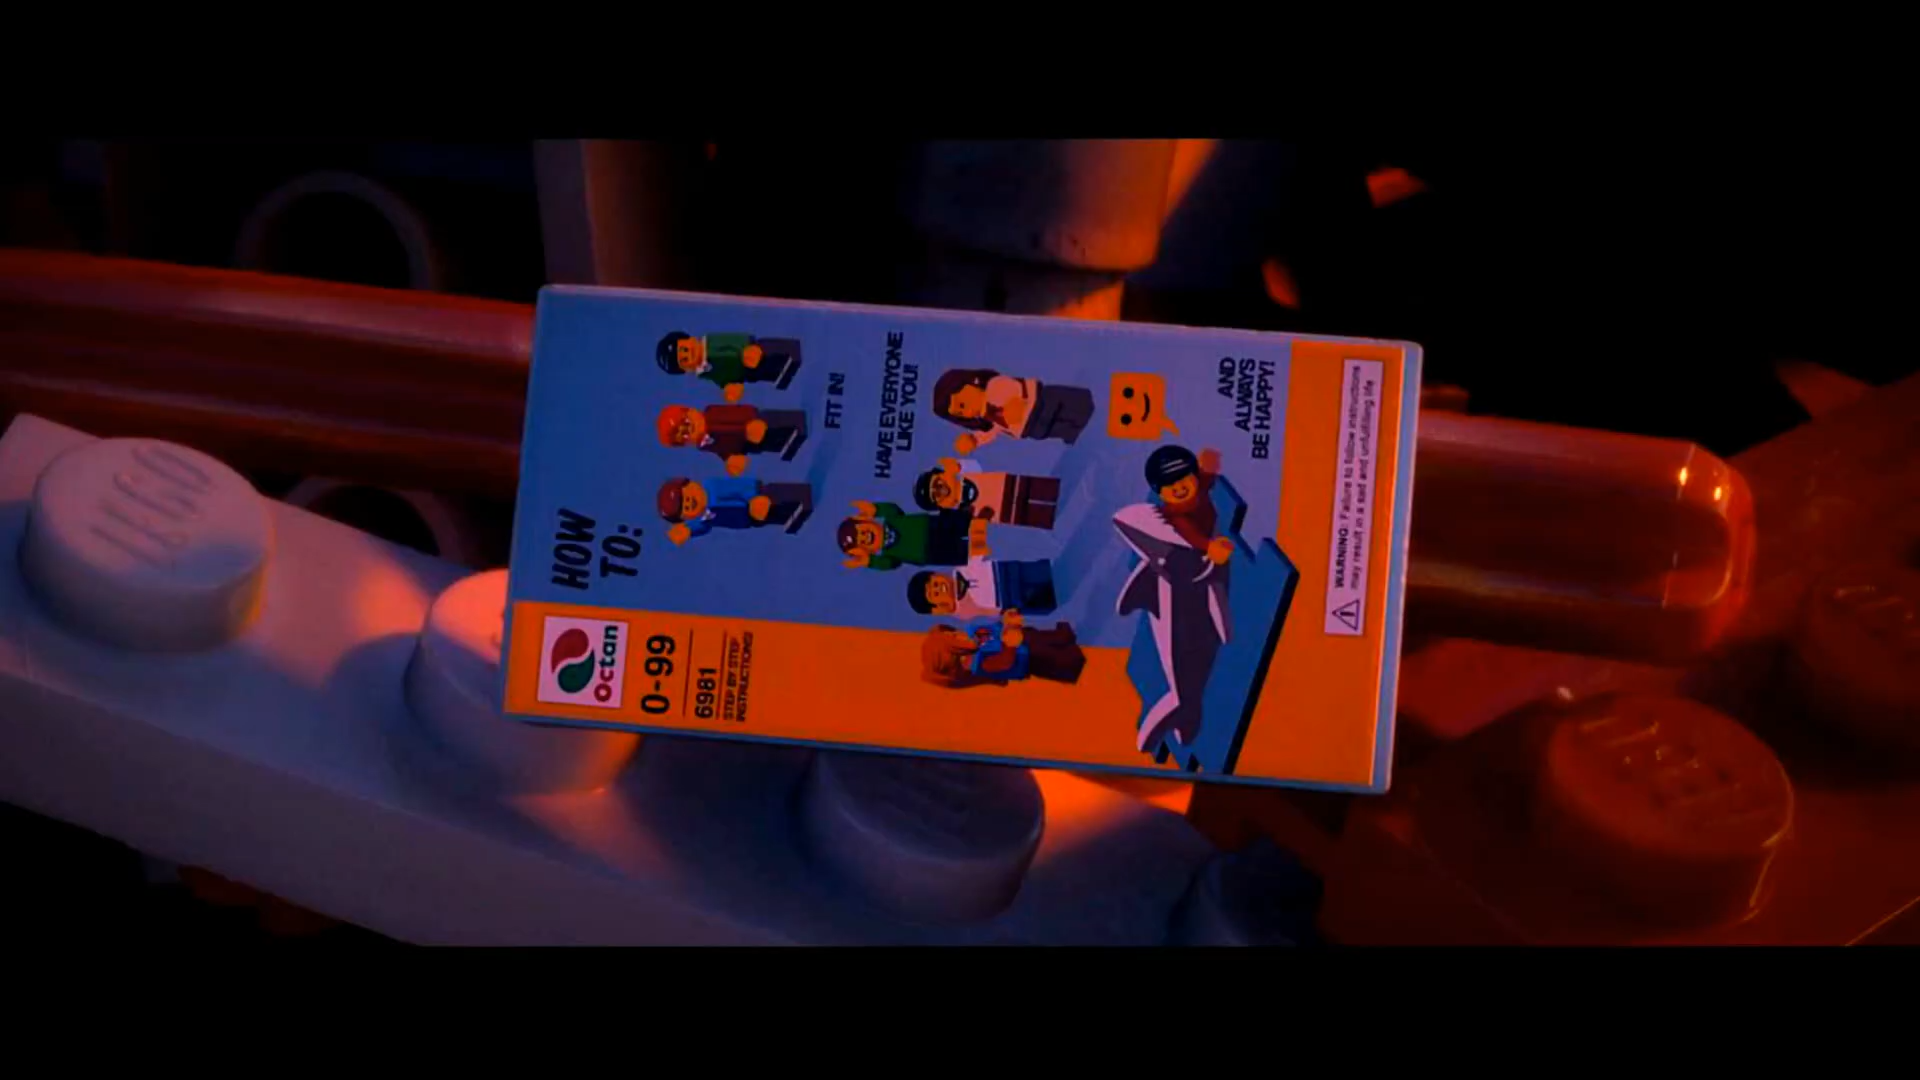 HOW
TO:
FIT IN!
HAVE EVERYONE
LIKE YOU!
AND
ALWAYS
BE HAPPY!
WARNING: Failure to follow instructions
may result in a sad and unfulfilling life
Octan
0-99
6981
STEP BY STEP
INSTRUCTIONS
LEGO